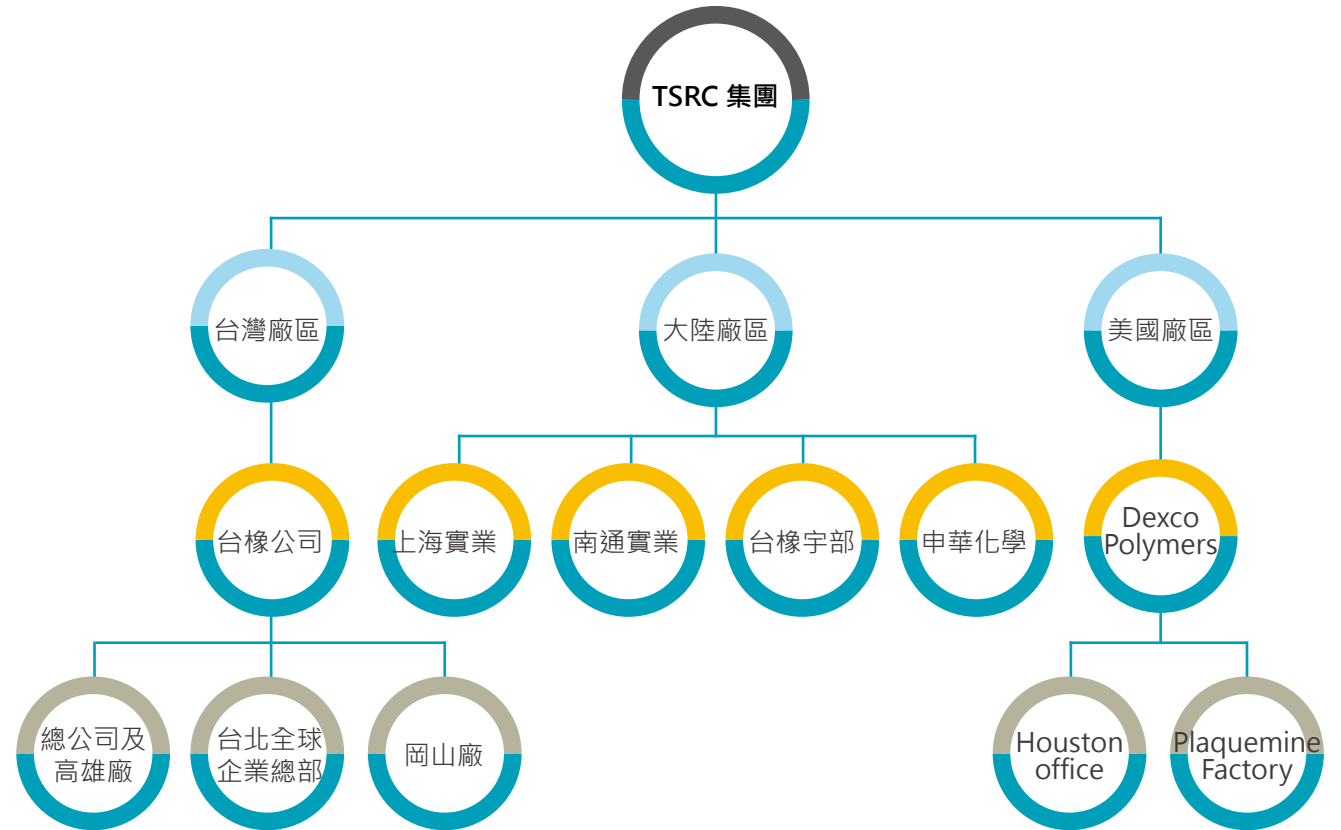 TSRC 集團
台灣廠區
大陸廠區
美國廠區
台橡公司
上海實業
南通實業
台橡宇部
申華化學
Dexco
Polymers
總公司及
高雄廠
台北全球
企業總部
岡山廠
Houston
office
Plaquemine
Factory